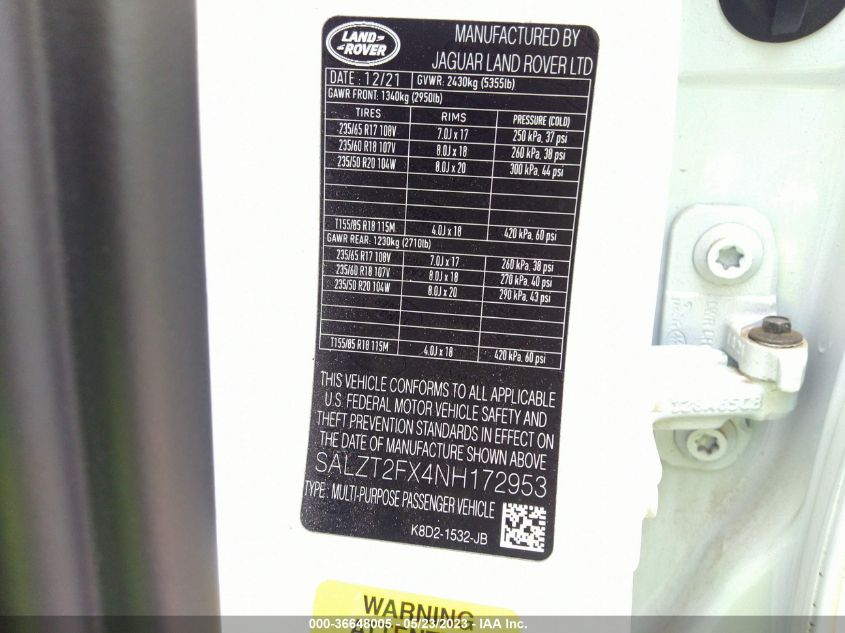 LAND ROVER
MANUFACTURED BY
JAGUAR LAND ROVER LTD
DATE : 12/21 GVWR: 2430kg (5355lb)
GAWR FRONT: 1340kg (2950lb)
TIRES RIMS PRESSURE (COLD)
235/65 R17 108V 7.0J x 17 250 kPa, 37 psi
235/60 R18 107V 8.0J x 18 260 kPa, 38 psi
235/50 R20 104W 8.0J x 20 300 kPa, 44 psi
T155/85 R18 115M 4.0J x 18 420 kPa, 60 psi
GAWR REAR: 1230kg (2710lb)
235/65 R17 108V 7.0J x 17 260 kPa, 38 psi
235/60 R18 107V 8.0J x 18 270 kPa, 40 psi
235/50 R20 104W 8.0J x 20 290 kPa, 43 psi
T155/85 R18 115M 4.0J x 18 420 kPa, 60 psi
THIS VEHICLE CONFORMS TO ALL APPLICABLE
U.S. FEDERAL MOTOR VEHICLE SAFETY AND
THEFT PREVENTION STANDARDS IN EFFECT ON
THE DATE OF MANUFACTURE SHOWN ABOVE.
SALZT2FX4NH172953
TYPE : MULTI-PURPOSE PASSENGER VEHICLE
K8D2-1532-JB
WARNING
000-36648005 - 05/23/2023 - IAAI.COM